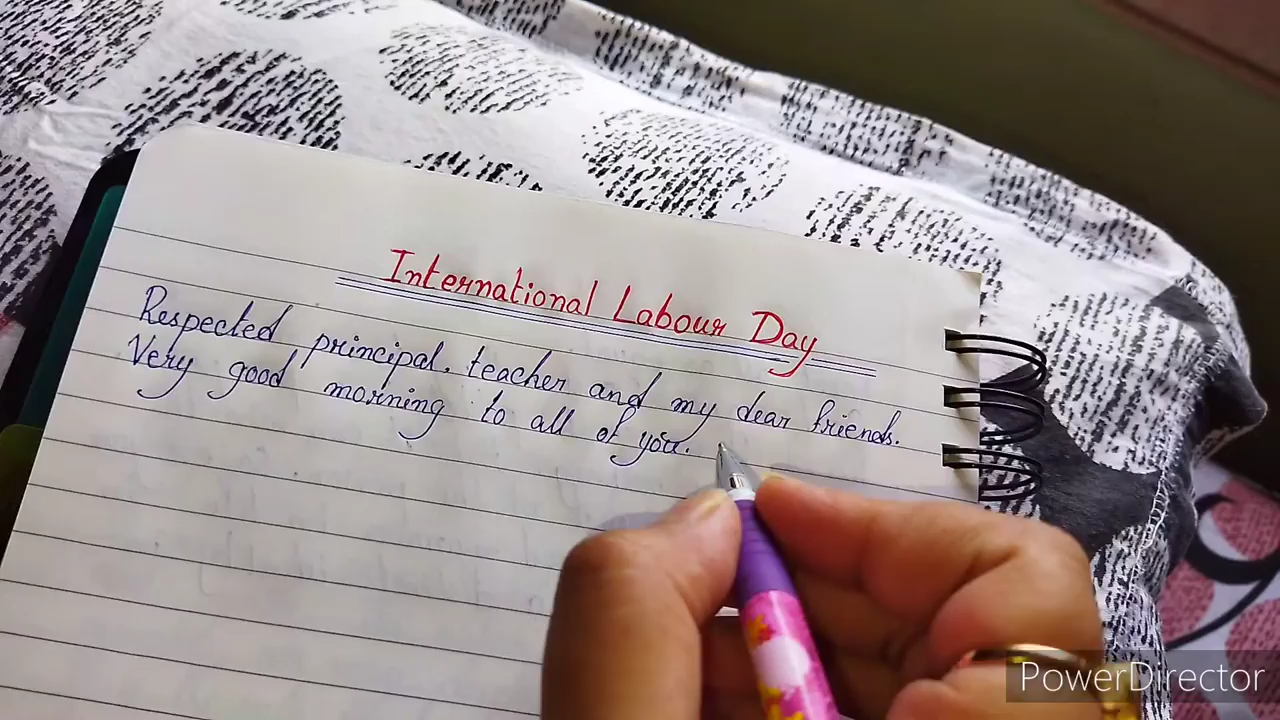 International Labour Day
Respected principal, teacher and my dear friends.
Very good morning to all of you.
PowerDirector